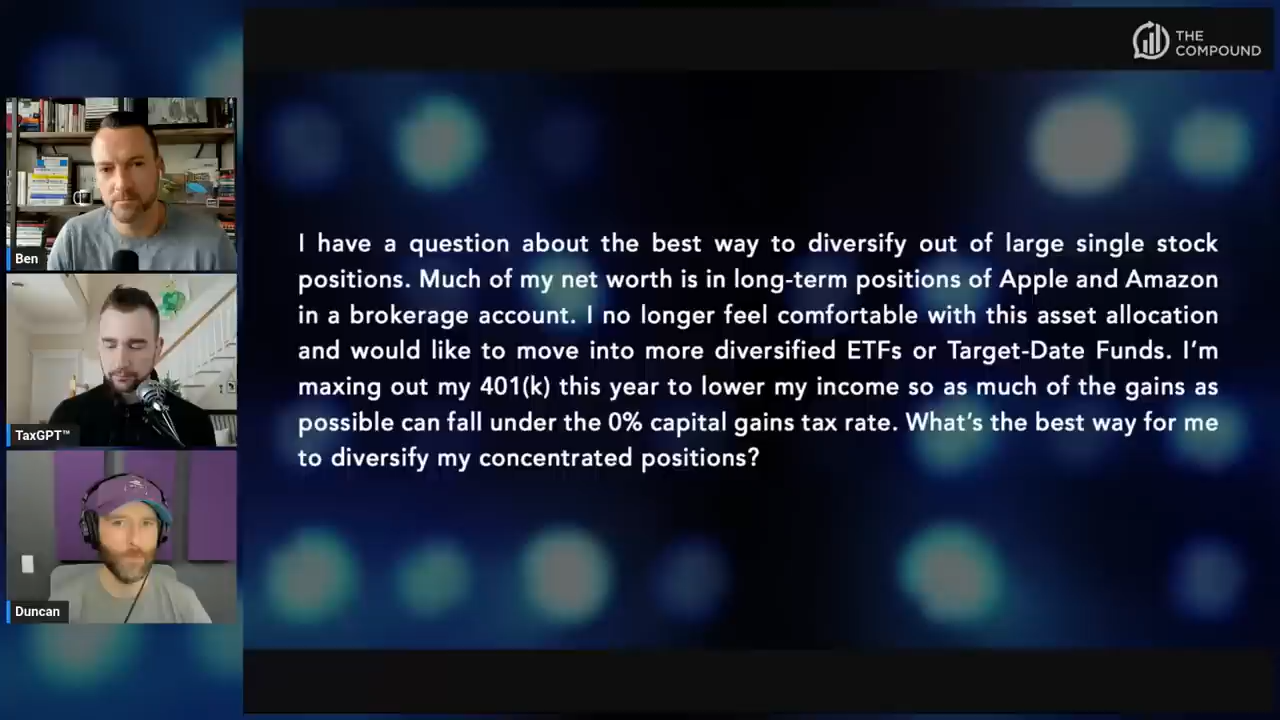 THE
COMPOUND
Ben
TaxGPT™
Duncan
I have a question about the best way to diversify out of large single stock
positions. Much of my net worth is in long-term positions of Apple and Amazon
in a brokerage account. I no longer feel comfortable with this asset allocation
and would like to move into more diversified ETFs or Target-Date Funds. I'm
maxing out my 401(k) this year to lower my income so as much of the gains as
possible can fall under the 0% capital gains tax rate. What's the best way for me
to diversify my concentrated positions?